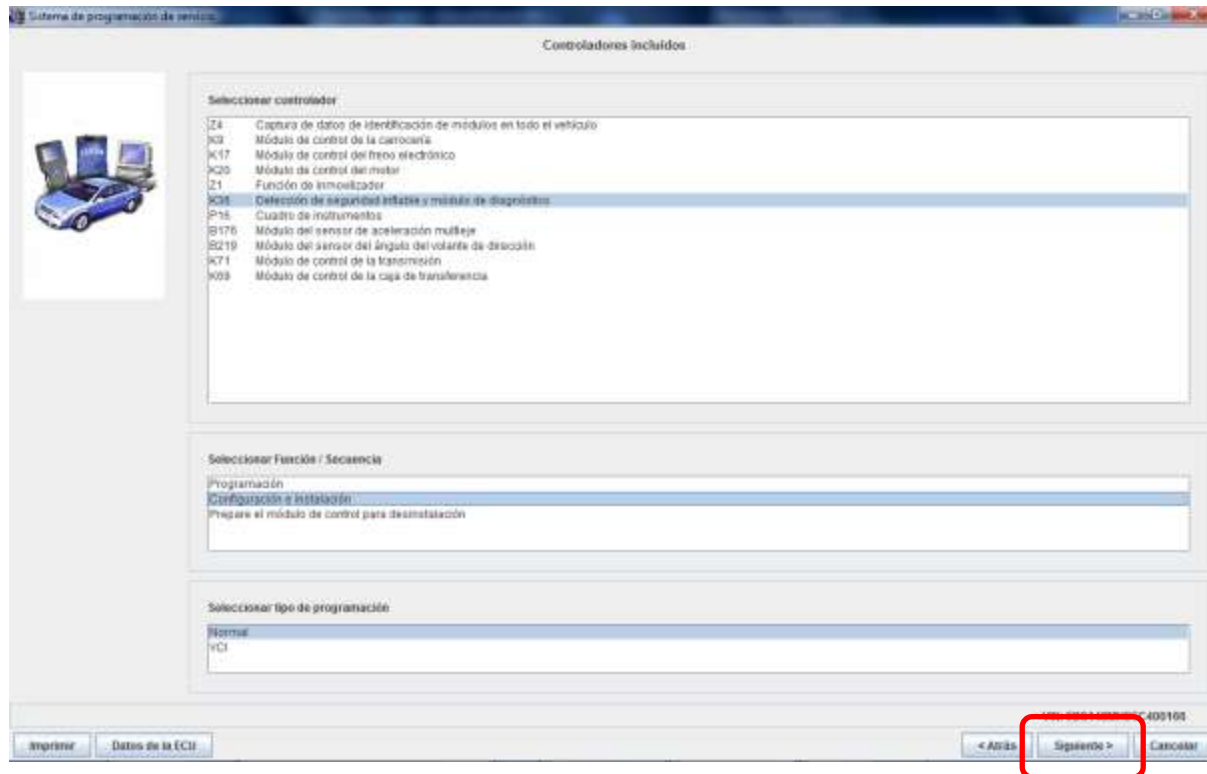 Sistema de programación de servicio
Controladores Incluidos
Seleccionar controlador
Z4 Captura de datos de identificación de módulos en todo el vehículo
K9 Módulo de control de la carrocería
K17 Módulo de control del freno electrónico
K20 Módulo de control del motor
Z1 Función de inmovilizador
K36 Detección de seguridad inflable y módulo de diagnóstico
P16 Cuadro de instrumentos
B176 Módulo del sensor de aceleración multieje
B219 Módulo del sensor del ángulo del volante de dirección
K71 Módulo de control de la transmisión
K69 Módulo de control de la caja de transferencia
Seleccionar Función / Secuencia
Programación
Configuración e instalación
Prepare el módulo de control para desinstalación
Seleccionar tipo de programación
Normal
VCI
400108
Imprimir Datos de la ECU < Atrás Siguiente > Cancelar